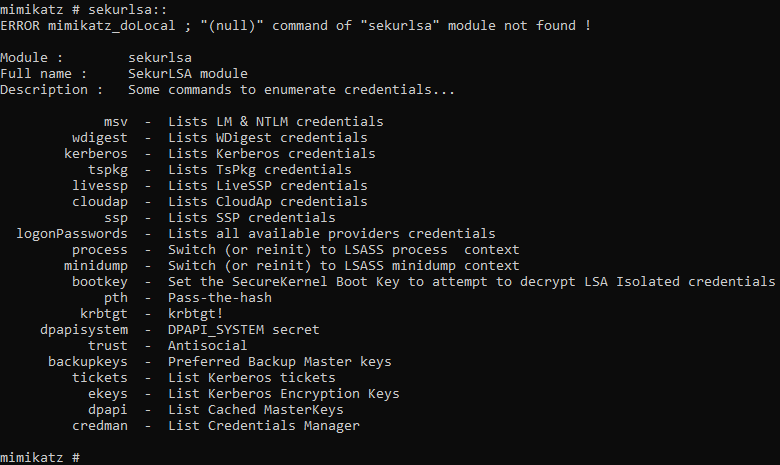 mimikatz # sekurlsa::
ERROR mimikatz_doLocal ; "(null)" command of "sekurlsa" module not found !
Module :        sekurlsa
Full name :     SekurLSA module
Description :   Some commands to enumerate credentials...
msv  -  Lists LM & NTLM credentials
wdigest  -  Lists WDigest credentials
kerberos  -  Lists Kerberos credentials
tspkg  -  Lists TsPkg credentials
livessp  -  Lists LiveSSP credentials
cloudap  -  Lists CloudAp credentials
ssp  -  Lists SSP credentials
logonPasswords  -  Lists all available providers credentials
process  -  Switch (or reinit) to LSASS process  context
minidump  -  Switch (or reinit) to LSASS minidump context
bootkey  -  Set the SecureKernel Boot Key to attempt to decrypt LSA Isolated credentials
pth  -  Pass-the-hash
krbtgt  -  krbtgt!
dpapisystem  -  DPAPI_SYSTEM secret
trust  -  Antisocial
backupkeys  -  Preferred Backup Master keys
tickets  -  List Kerberos tickets
ekeys  -  List Kerberos Encryption Keys
dpapi  -  List Cached MasterKeys
credman  -  List Credentials Manager
mimikatz #